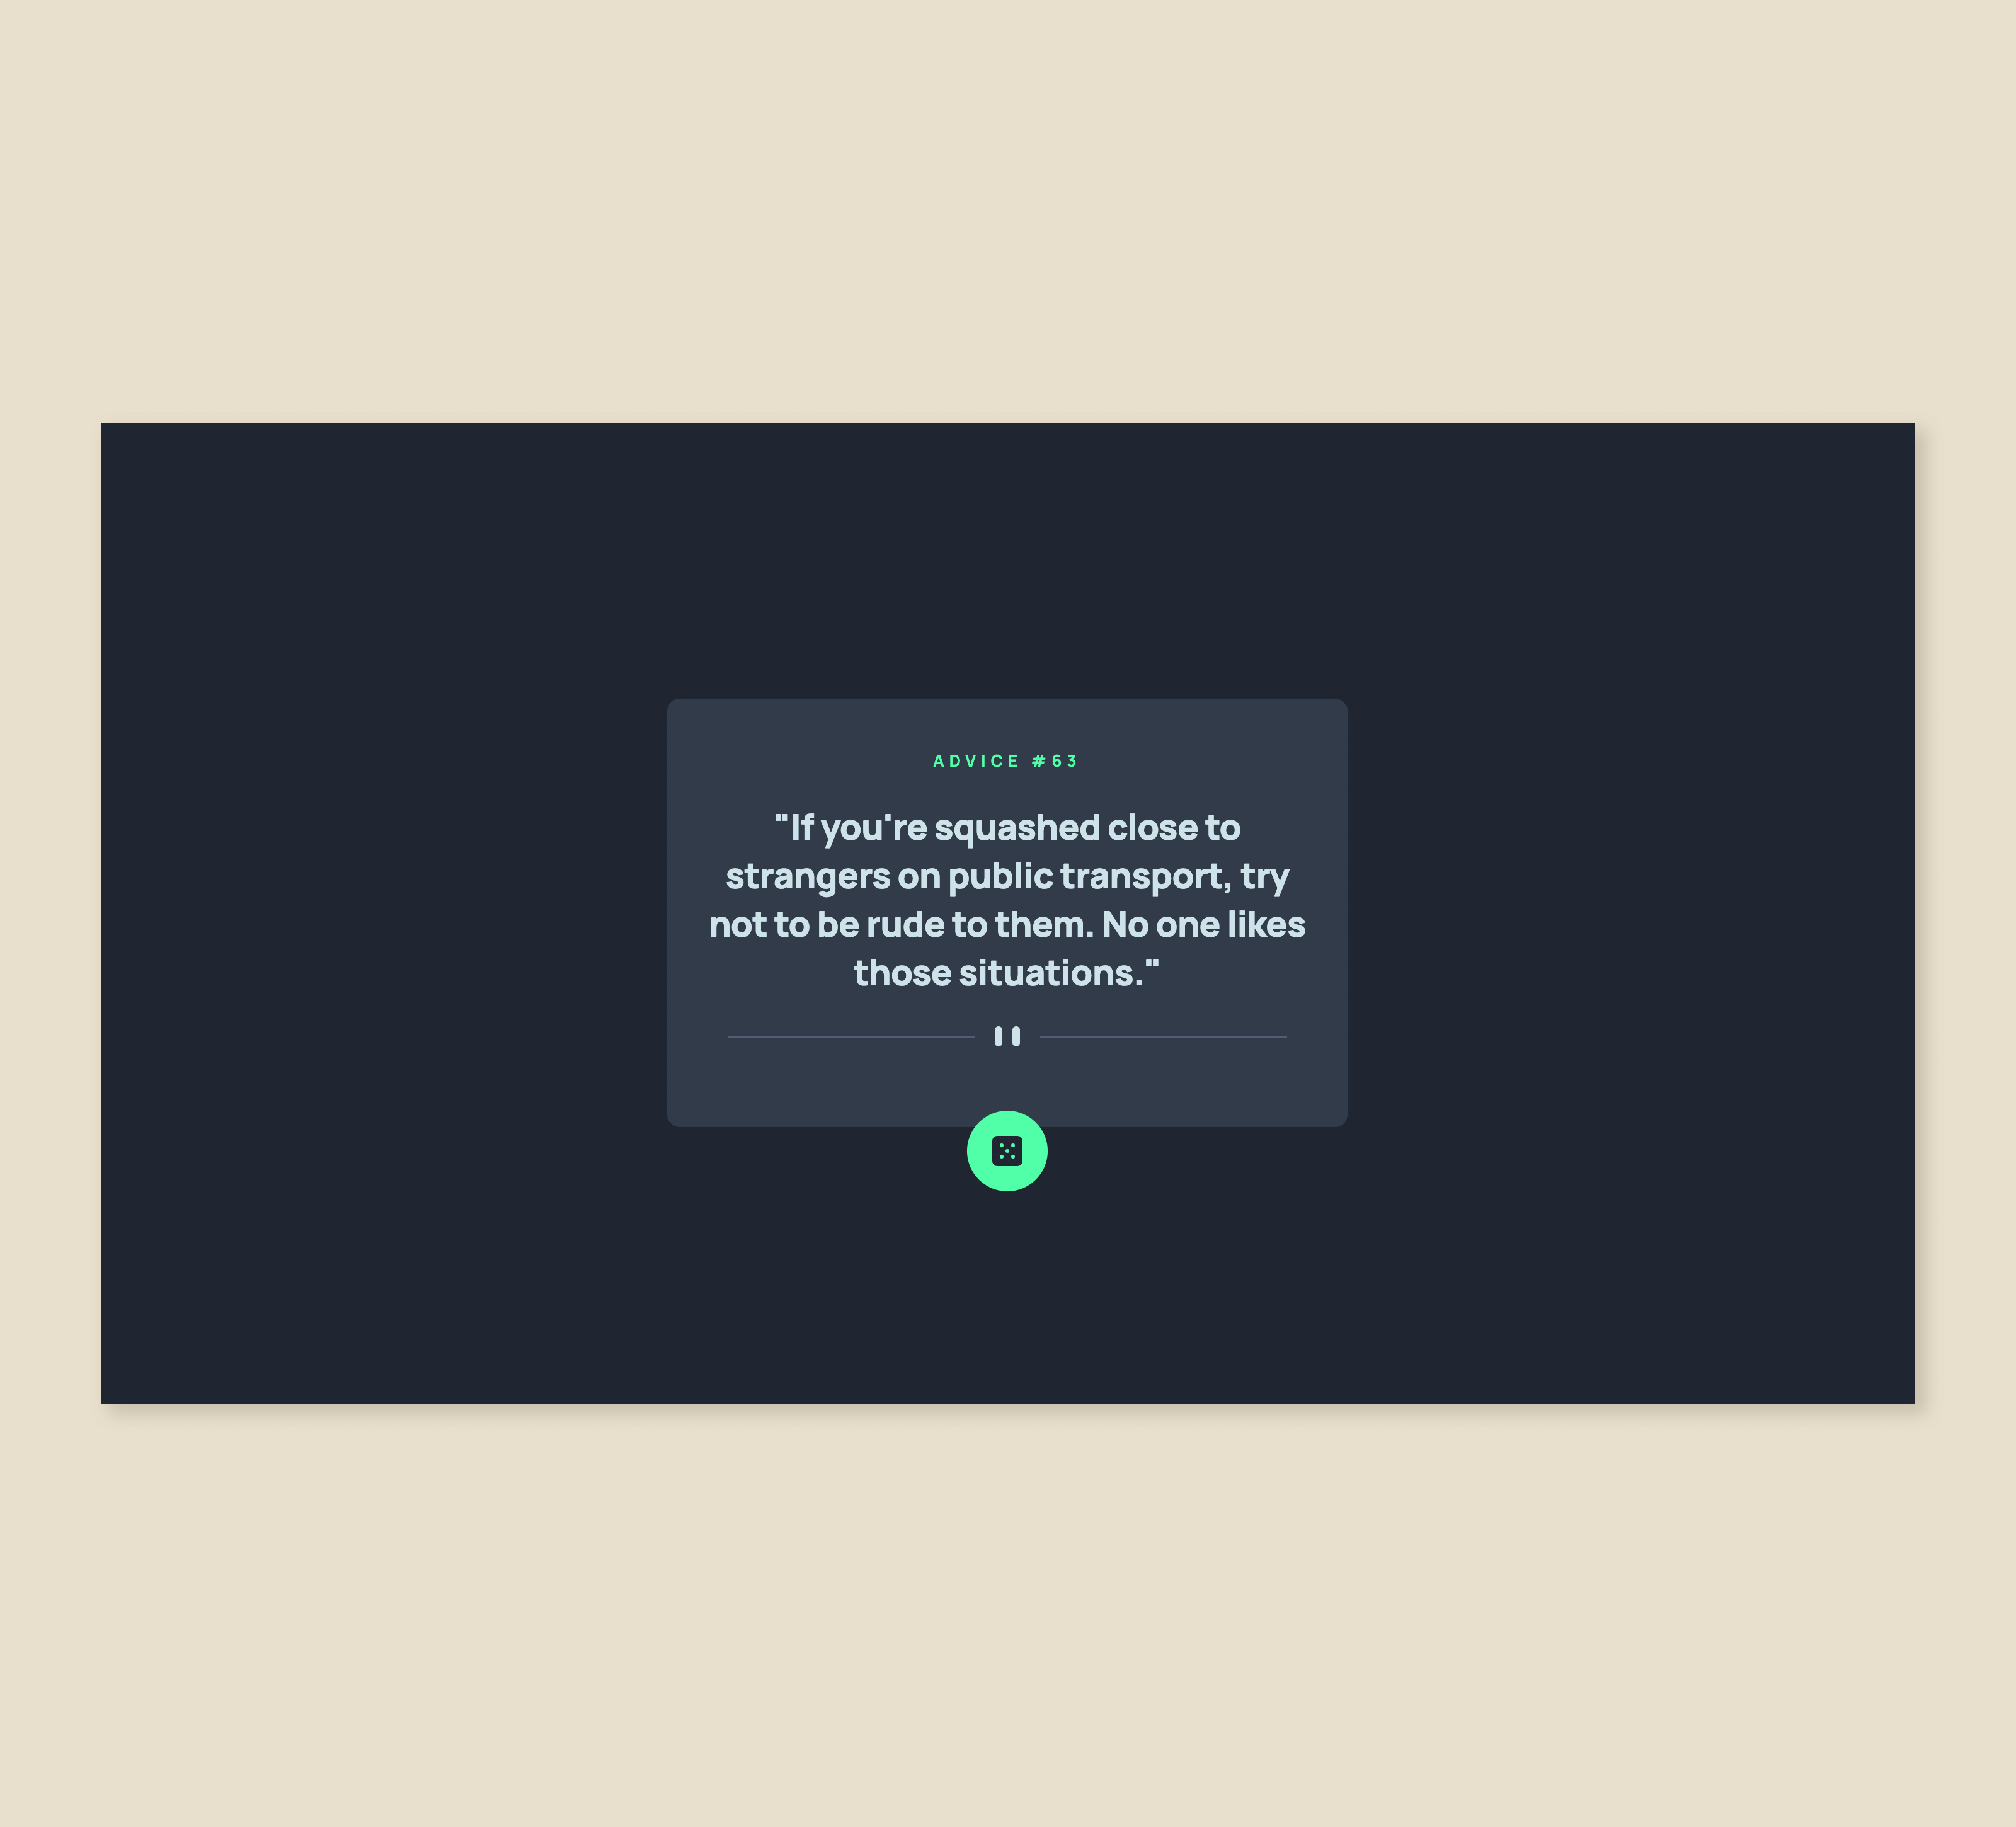 ADVICE #63
"If you're squashed close to
strangers on public transport, try
not to be rude to them. No one likes
those situations."